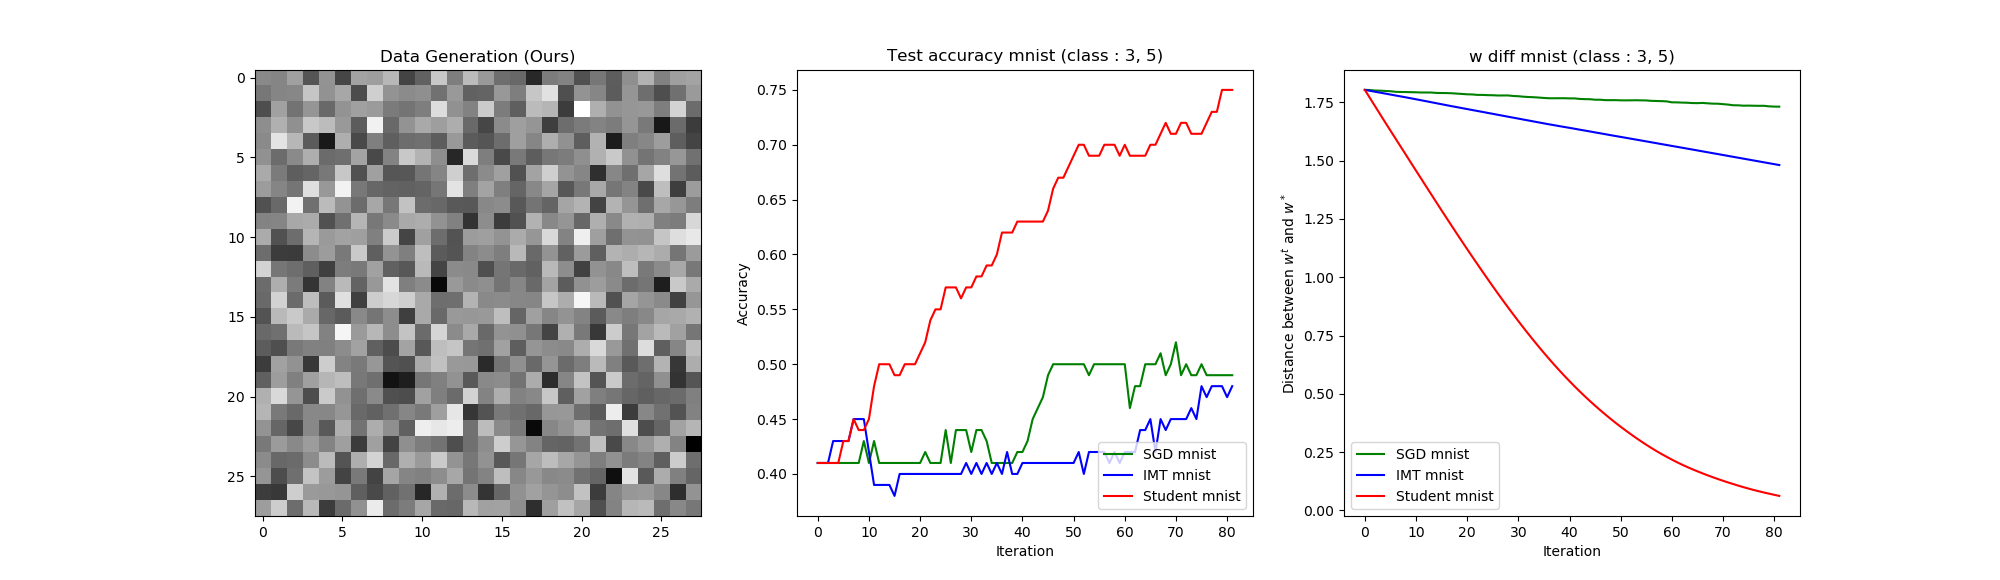 Data Generation (Ours)
0
5
10
15
20
25
0 5 10 15 20 25
Test accuracy mnist (class : 3, 5)
Accuracy
0.75
0.70
0.65
0.60
0.55
0.50
0.45
0.40
SGD mnist
IMT mnist
Student mnist
0 10 20 30 40 50 60 70 80
Iteration
w diff mnist (class : 3, 5)
Distance between w^t and w^*
1.75
1.50
1.25
1.00
0.75
0.50
0.25
0.00
SGD mnist
IMT mnist
Student mnist
0 10 20 30 40 50 60 70 80
Iteration